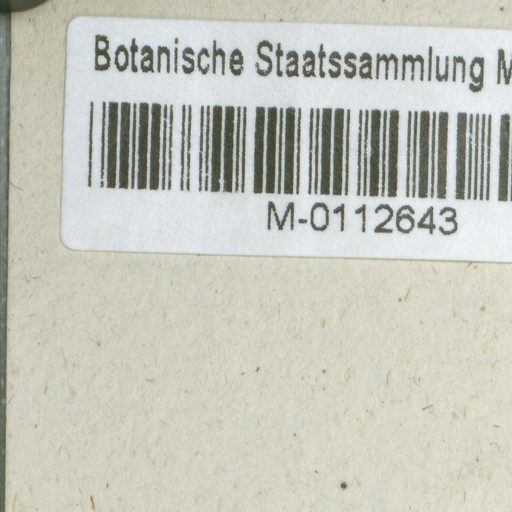 Botanische Staatssammlung M
M-0112643